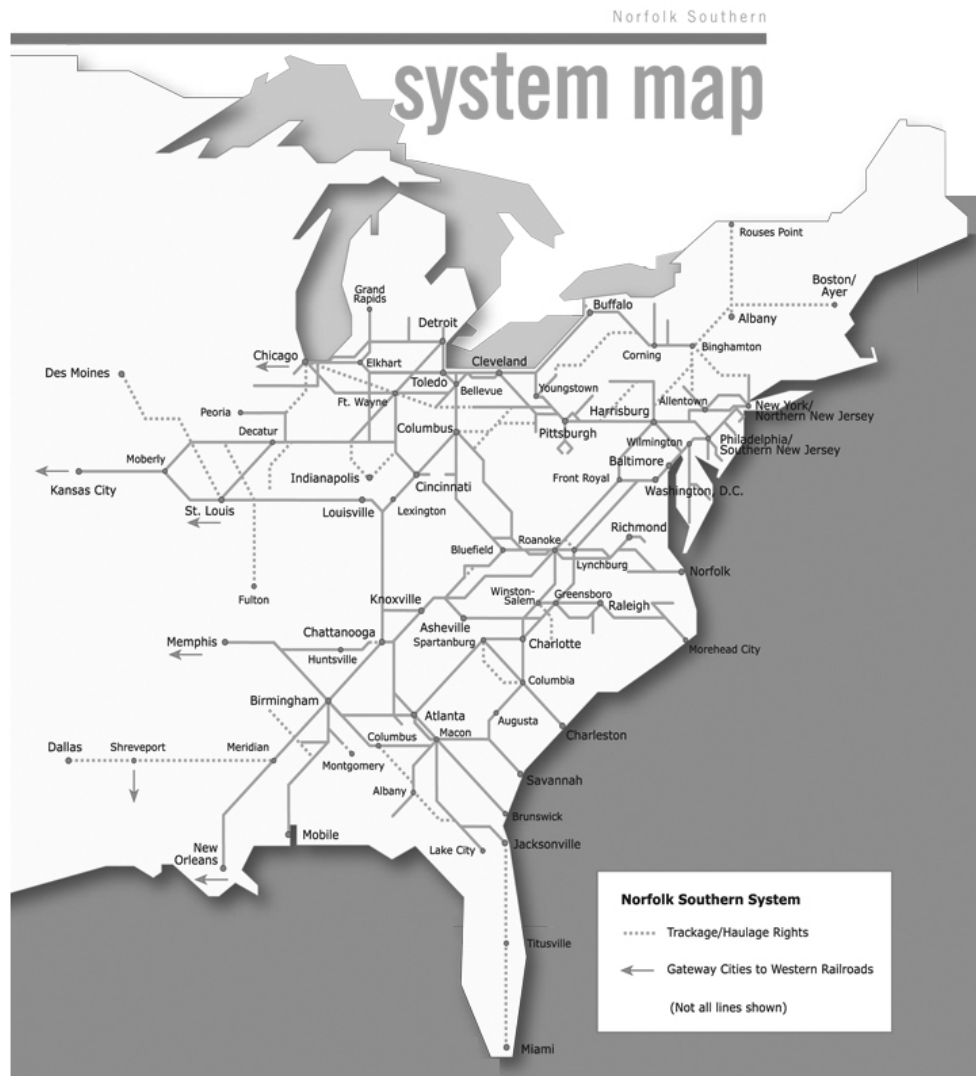 Norfolk Southern
system map
Rouses Point
Boston/
Ayer
Albany
Grand
Rapids
Buffalo
Detroit
Chicago
Elkhart
Cleveland
Corning
Binghamton
Des Moines
Toledo
Bellevue
Youngstown
Ft. Wayne
Allentown
New York/
Northern New Jersey
Peoria
Harrisburg
Decatur
Columbus
Pittsburgh
Wilmington
Philadelphia/
Southern New Jersey
Moberly
Baltimore
Kansas City
Indianapolis
Cincinnati
Front Royal
Washington, D.C.
St. Louis
Louisville
Lexington
Richmond
Bluefield
Roanoke
Lynchburg
Norfolk
Fulton
Knoxville
Winston-
Salem
Greensboro
Raleigh
Asheville
Memphis
Chattanooga
Spartanburg
Charlotte
Morehead City
Huntsville
Columbia
Birmingham
Atlanta
Augusta
Columbus
Macon
Charleston
Dallas
Shreveport
Meridian
Montgomery
Savannah
Albany
Brunswick
Mobile
Jacksonville
New
Orleans
Lake City
Norfolk Southern System
Trackage/Haulage Rights
Titusville
Gateway Cities to Western Railroads
(Not all lines shown)
Miami